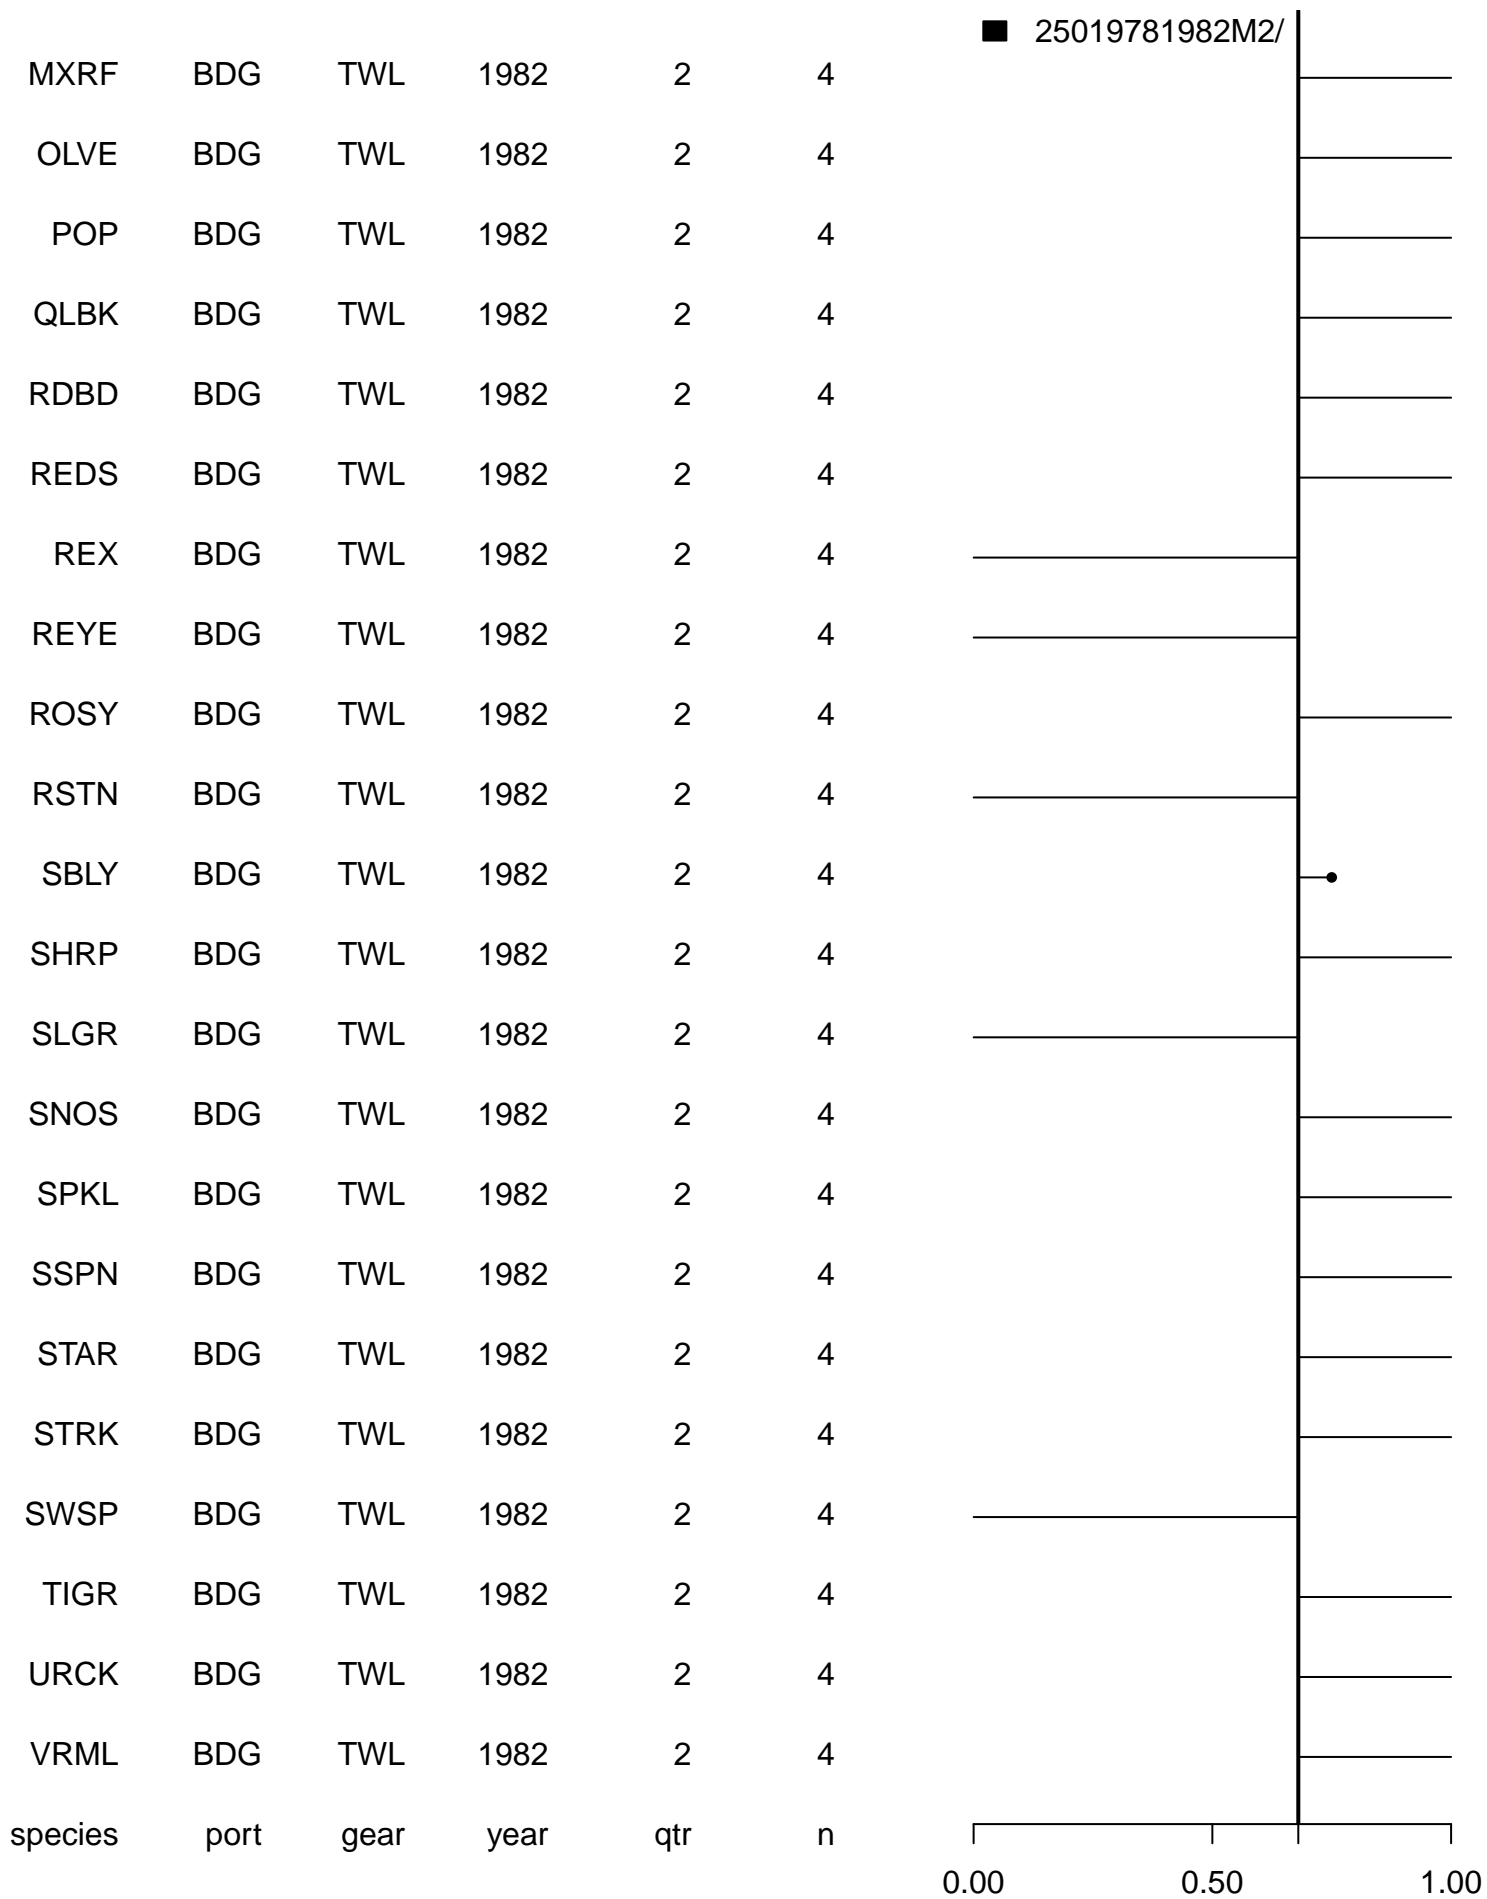 25019781982M2/
MXRF BDG TWL 1982 2 4
OLVE BDG TWL 1982 2 4
POP BDG TWL 1982 2 4
QLBK BDG TWL 1982 2 4
RDBD BDG TWL 1982 2 4
REDS BDG TWL 1982 2 4
REX BDG TWL 1982 2 4
REYE BDG TWL 1982 2 4
ROSY BDG TWL 1982 2 4
RSTN BDG TWL 1982 2 4
SBLY BDG TWL 1982 2 4
SHRP BDG TWL 1982 2 4
SLGR BDG TWL 1982 2 4
SNOS BDG TWL 1982 2 4
SPKL BDG TWL 1982 2 4
SSPN BDG TWL 1982 2 4
STAR BDG TWL 1982 2 4
STRK BDG TWL 1982 2 4
SWSP BDG TWL 1982 2 4
TIGR BDG TWL 1982 2 4
URCK BDG TWL 1982 2 4
VRML BDG TWL 1982 2 4
species port gear year qtr n
0.00 0.50 1.00